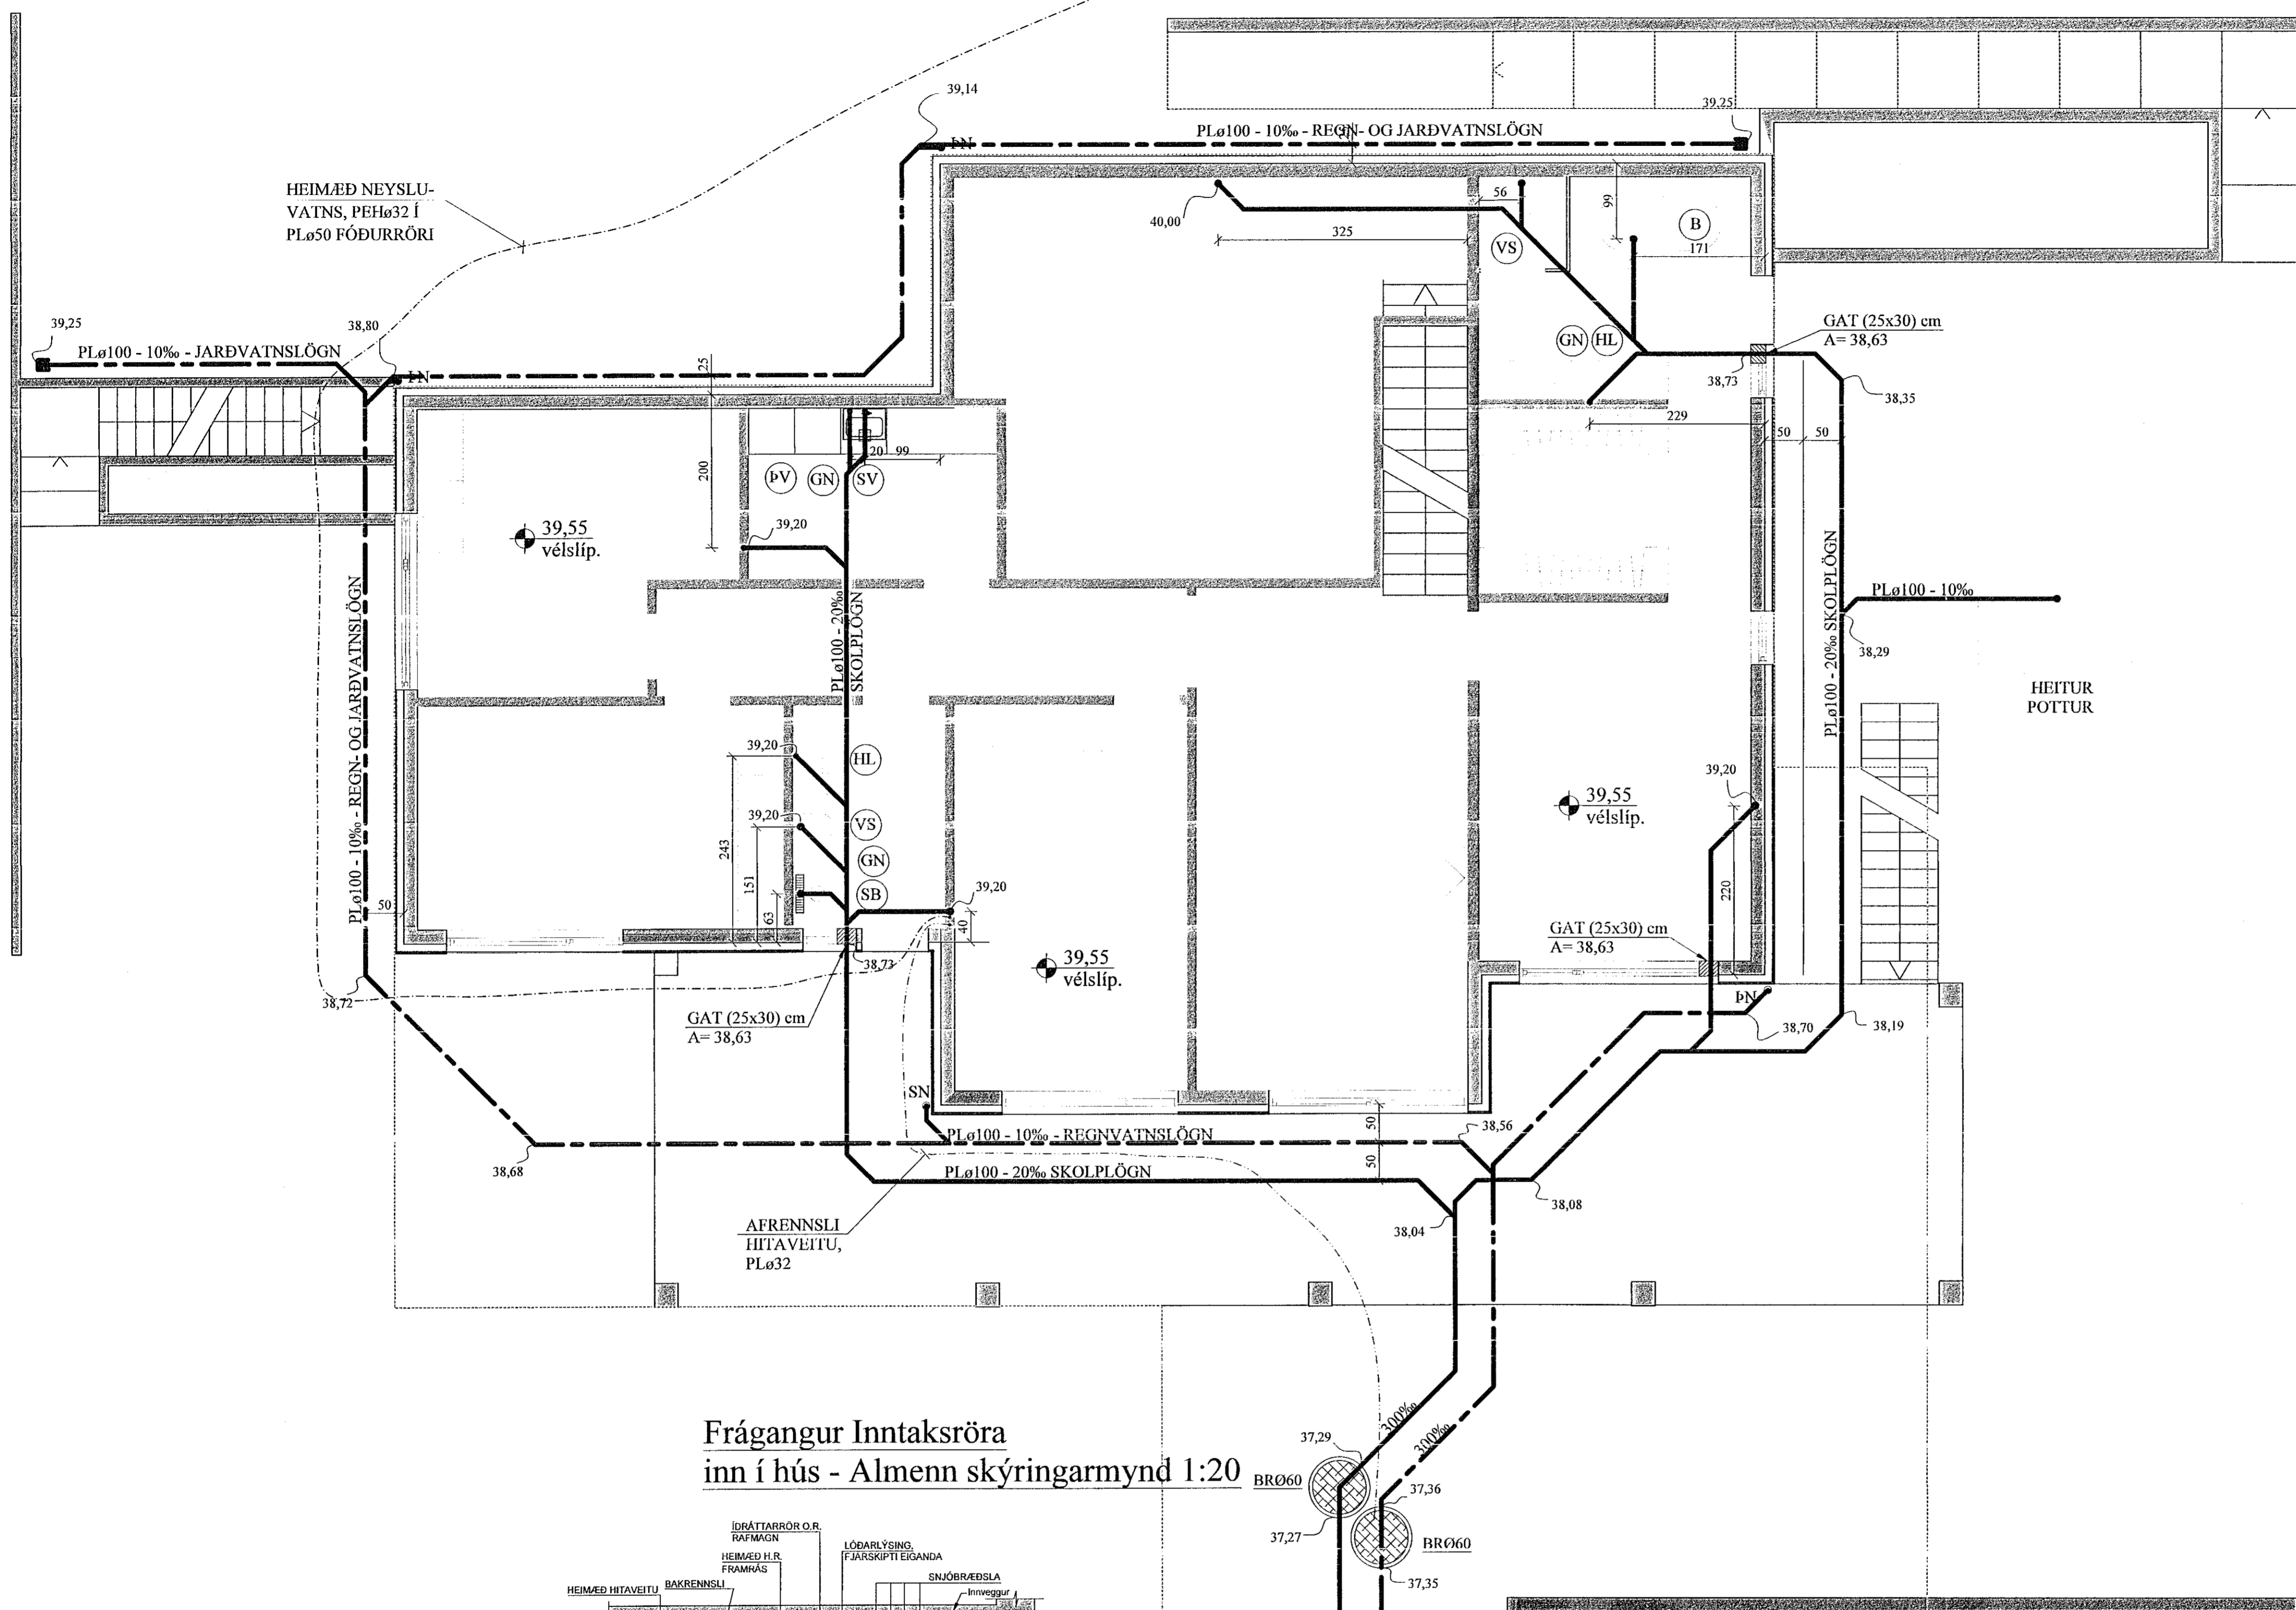 39,14
39,25
PLø100 - 10‰ - REGN- OG JARÐVATNSLÖGN
ÞN
HEIMÆÐ NEYSLU-
VATNS, PEHø32 Í
PLø50 FÓÐURRÖRI
56
99
B
171
40,00
325
VS
39,25
38,80
PLø100 - 10‰ - JARÐVATNSLÖGN
ÞN
25
GN
HL
GAT (25x30) cm
A= 38,63
38,73
38,35
229
50
50
200
20
99
ÞV
GN
SV
39,20
39,55
vélslíp.
PLø100 - 10‰ - REGN- OG JARÐVATNSLÖGN
PLø100 - 20‰
SKOLPLÖGN
PLø100 - 20‰ SKOLPLÖGN
PLø100 - 10‰
38,29
HEITUR
POTTUR
39,20
HL
39,20
VS
243
151
GN
SB
63
39,20
40
50
39,20
39,55
vélslíp.
220
GAT (25x30) cm
A= 38,63
38,73
39,55
vélslíp.
38,72
GAT (25x30) cm
A= 38,63
ÞN
38,70
38,19
SN
PLø100 - 10‰ - REGNVATNSLÖGN
50
38,56
38,68
PLø100 - 20‰ SKOLPLÖGN
50
38,08
38,04
AFRENNSLI
HITAVEITU,
PLø32
300‰
300‰
Frágangur Inntaksröra
inn í hús - Almenn skýringarmynd 1:20
37,29
BRØ60
37,36
37,27
BRØ60
37,35
ÍDRÁTTARRÖR O.R.
RAFMAGN
LÓÐARLÝSING,
FJARSKIPTI EIGANDA
HEIMÆÐ H.R.
FRAMRÁS
SNJÓBRÆÐSLA
HEIMÆÐ HITAVEITU
BAKRENNSLI
Innveggur